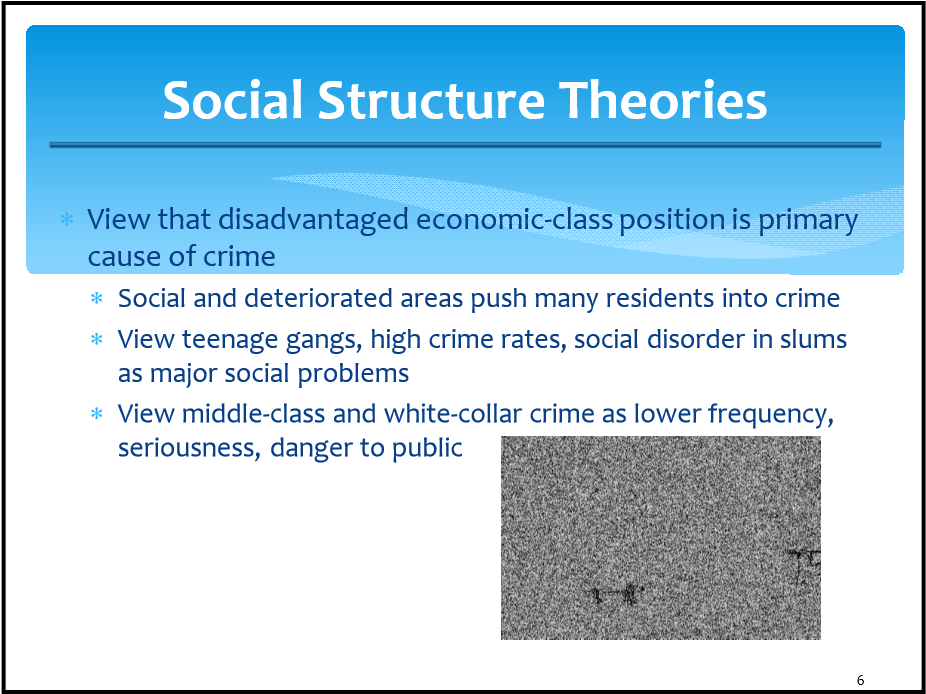 Social Structure Theories
* View that disadvantaged economic-class position is primary
cause of crime
* Social and deteriorated areas push many residents into crime
* View teenage gangs, high crime rates, social disorder in slums
as major social problems
* View middle-class and white-collar crime as lower frequency,
seriousness, danger to public
6